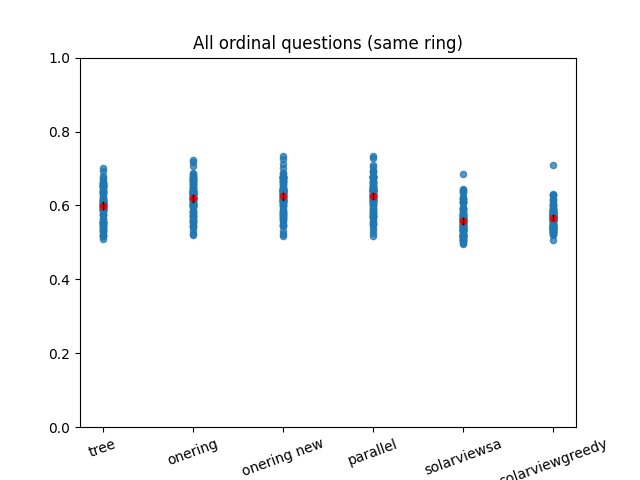 All ordinal questions (same ring)
1.0
0.8
0.6
0.4
0.2
0.0
tree
onering
onering new
parallel
solarviewsa
solarviewgreedy